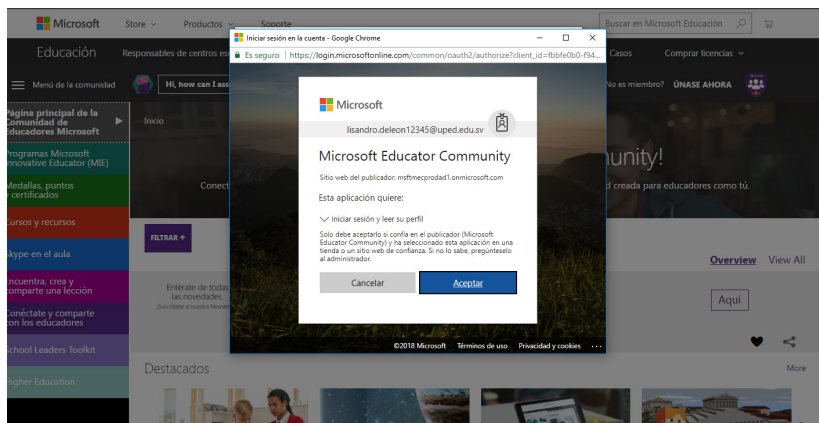 Microsoft
Store
Productos
Soporte
Buscar en Microsoft Educación
Educación
Responsables de centros es
Casos
Comprar licencias
Menú de la comunidad
Hi, how can I ass
No es miembro? ÚNASE AHORA
Página principal de la
Comunidad de
Educadores Microsoft
Programas Microsoft
Innovative Educator (MIE)
Medallas, puntos
y certificados
Cursos y recursos
Skype en el aula
Encuentra, crea y
comparte una lección
Conéctate y comparte
con los educadores
School Leaders Toolkit
Higher Education
Inicio
unity!
Conect
d creada para educadores como tú.
FILTRAR +
Overview View All
Entérate de todas
las novedades.
Aquí
Destacados
More
Iniciar sesión en la cuenta - Google Chrome
Es seguro | https://login.microsoftonline.com/common/oauth2/authorize?client_id=fbbfe0b0-f94...
Microsoft
lisandro.deleon12345@uped.edu.sv
Microsoft Educator Community
Sitio web del publicador: msftmecprodad1.onmicrosoft.com
Esta aplicación quiere:
Iniciar sesión y leer su perfil
Solo debe aceptarlo si confía en el publicador (Microsoft
Educator Community) y ha seleccionado esta aplicación en una
tienda o un sitio web de confianza. Si no lo sabe, pregúnteselo
al administrador.
Cancelar
Aceptar
©2018 Microsoft Términos de uso Privacidad y cookies ...